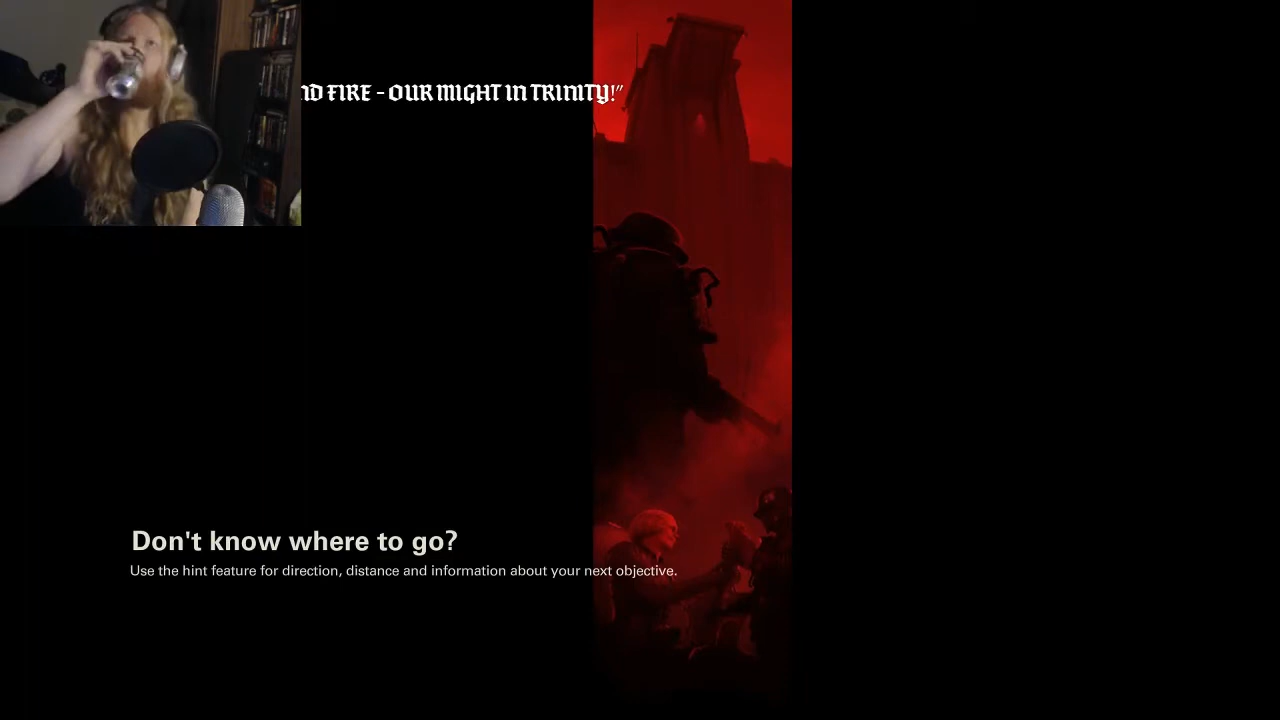 FIRE - OUR MIGHT IN TRINITY!"
Don't know where to go?
Use the hint feature for direction, distance and information about your next objective.